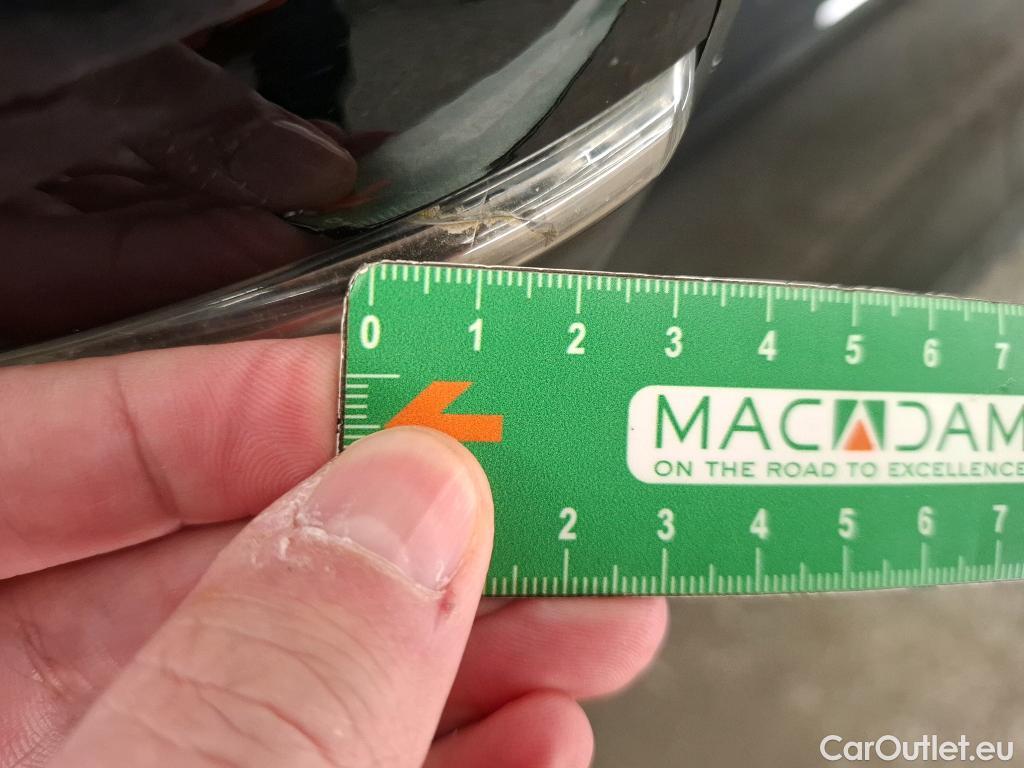 0 1 2 3 4 5 6 7
MACADAM
ON THE ROAD TO EXCELLENCE
2 3 4 5 6 7
CarOutlet.eu